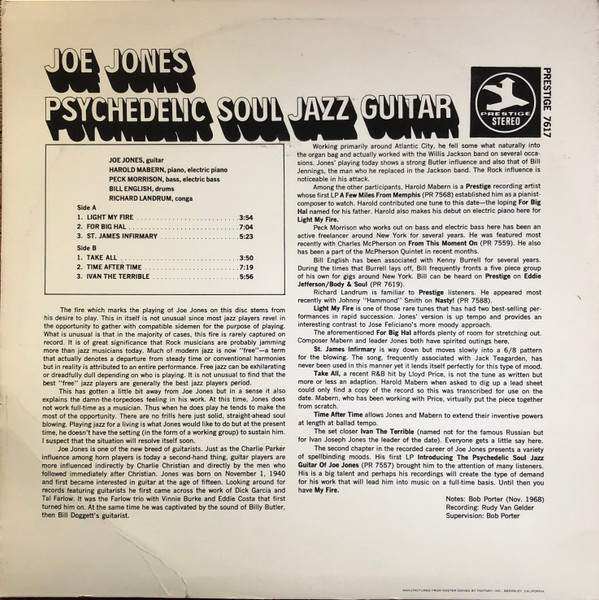 JOE JONES
PSYCHEDELIC SOUL JAZZ GUITAR
PRESTIGE
STEREO
PRESTIGE 7617
JOE JONES, guitar
HAROLD MABERN, piano, electric piano
PECK MORRISON, bass, electric bass
BILL ENGLISH, drums
RICHARD LANDRUM, conga
Side A
1. LIGHT MY FIRE 3:54
2. FOR BIG HAL 7:04
3. ST. JAMES INFIRMARY 5:23
Side B
1. TAKE ALL 3:50
2. TIME AFTER TIME 7:19
3. IVAN THE TERRIBLE 5:56
The fire which marks the playing of Joe Jones on this disc stems from
his desire to play. This in itself is not unusual since most jazz players revel in
the opportunity to gather with compatible sidemen for the purpose of playing.
What is unusual is that in the majority of cases, this fire is rarely captured on
record. It is of great significance that Rock musicians are probably jamming
more than jazz musicians today. Much of modern jazz is now "free"—a term
that actually denotes a departure from steady time or conventional harmonies
but in reality is attributed to an entire performance. Free jazz can be exhilarating
or dreadfully dull depending on who is playing. It is not unusual to find that the
best "free" jazz players are generally the best jazz players period.
This has gotten a little bit away from Joe Jones but in a sense it also
explains the damn-the-torpedoes feeling in his work. At this time, Jones does
not work full-time as a musician. Thus when he does play he tends to make the
most of the opportunity. There are no frills here just solid, straight-ahead soul
blowing. Playing jazz for a living is what Jones would like to do but at the present
time, he doesn't have the setting (in the form of a working group) to sustain him.
I suspect that the situation will resolve itself soon.
Joe Jones is one of the new breed of guitarists. Just as the Charlie Parker
influence among horn players is today a second-hand thing, guitar players are
more influenced indirectly by Charlie Christian and directly by the men who
followed immediately after Christian. Jones was born on November 1, 1940
and first became interested in guitar at the age of fifteen. Looking around for
records featuring guitarists he first came across the work of Dick Garcia and
Tal Farlow. It was the Farlow trio with Vinnie Burke and Eddie Costa that first
turned him on. At the same time he was captivated by the sound of Billy Butler,
then Bill Doggett's guitarist.
Working primarily around Atlantic City, he fell some what naturally into
the organ bag and actually worked with the Willis Jackson band on several occa-
sions. Jones' playing today shows a strong Butler influence and also that of Bill
Jennings, the man who he replaced in the Jackson band. The Rock influence is
noticeable in his attack.
Among the other participants, Harold Mabern is a Prestige recording artist
whose first LP A Few Miles From Memphis (PR 7568) established him as a pianist-
composer to watch. Harold contributed one tune to this date—the loping For Big
Hal named for his father. Harold also makes his debut on electric piano here for
Light My Fire.
Peck Morrison who works out on bass and electric bass here has been an
active freelancer around New York for several years. He was featured most
recently with Charles McPherson on From This Moment On (PR 7559). He also
has been a part of the McPherson Quintet in recent months.
Bill English has been associated with Kenny Burrell for several years.
During the times that Burrell lays off, Bill frequently fronts a five piece group
of his own for gigs around New York. Bill can be heard on Prestige on Eddie
Jefferson/Body & Soul (PR 7619).
Richard Landrum is familiar to Prestige listeners. He appeared most
recently with Johnny "Hammond" Smith on Nasty! (PR 7588).
Light My Fire is one of those rare tunes that has had two best-selling per-
formances in rapid succession. Jones' version is up tempo and provides an
interesting contrast to Jose Feliciano's more moody approach.
The aforementioned For Big Hal affords plenty of room for stretching out.
Composer Mabern and leader Jones both have spirited outings here.
St. James Infirmary is way down but moves slowly into a 6/8 pattern
for the blowing. The song, frequently associated with Jack Teagarden, has
never been used in this manner yet it lends itself perfectly for this type of mood.
Take All, a recent R&B hit by Lloyd Price, is not the tune as written but
more or less an adaption. Harold Mabern when asked to dig up a lead sheet
could only find a copy of the record so this was transcribed for use on the
date. Mabern, who has been working with Price, virtually put the piece together
from scratch.
Time After Time allows Jones and Mabern to extend their inventive powers
at length at ballad tempo.
The set closer Ivan The Terrible (named not for the famous Russian but
for Ivan Joseph Jones the leader of the date). Everyone gets a little say here.
The second chapter in the recorded career of Joe Jones presents a variety
of spellbinding moods. His first LP Introducing The Psychedelic Soul Jazz
Guitar Of Joe Jones (PR 7557) brought him to the attention of many listeners.
His is a big talent and perhaps his recordings will create the type of demand
for his work that will lead him into music on a full-time basis. Until then you
have My Fire.
Notes: Bob Porter (Nov. 1968)
Recording: Rudy Van Gelder
Supervision: Bob Porter
MANUFACTURED FROM MASTER DISCS BY FANTASY, INC., BERKELEY, CALIFORNIA